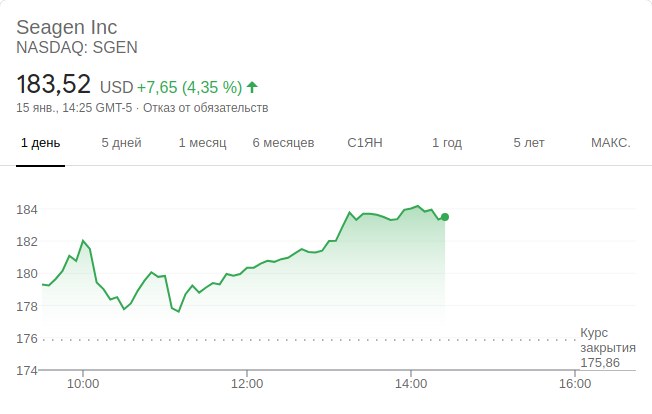 Seagen Inc
NASDAQ: SGEN
183,52 USD +7,65 (4,35 %)
15 янв., 14:25 GMT-5 · Отказ от обязательств
1 день 5 дней 1 месяц 6 месяцев С1ЯН 1 год 5 лет МАКС.
184
182
180
178
176
Курс
закрытия
175,86
174
10:00 12:00 14:00 16:00